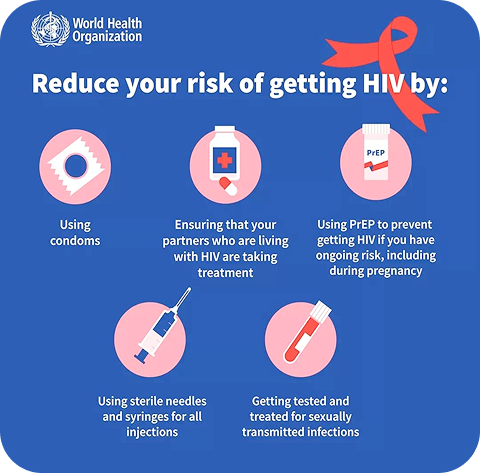 World Health
Organization
Reduce your risk of getting HIV by:
PrEP
Using
condoms
Ensuring that your
partners who are living
with HIV are taking
treatment
Using PrEP to prevent
getting HIV if you have
ongoing risk, including
during pregnancy
Using sterile needles
and syringes for all
injections
Getting tested and
treated for sexually
transmitted infections